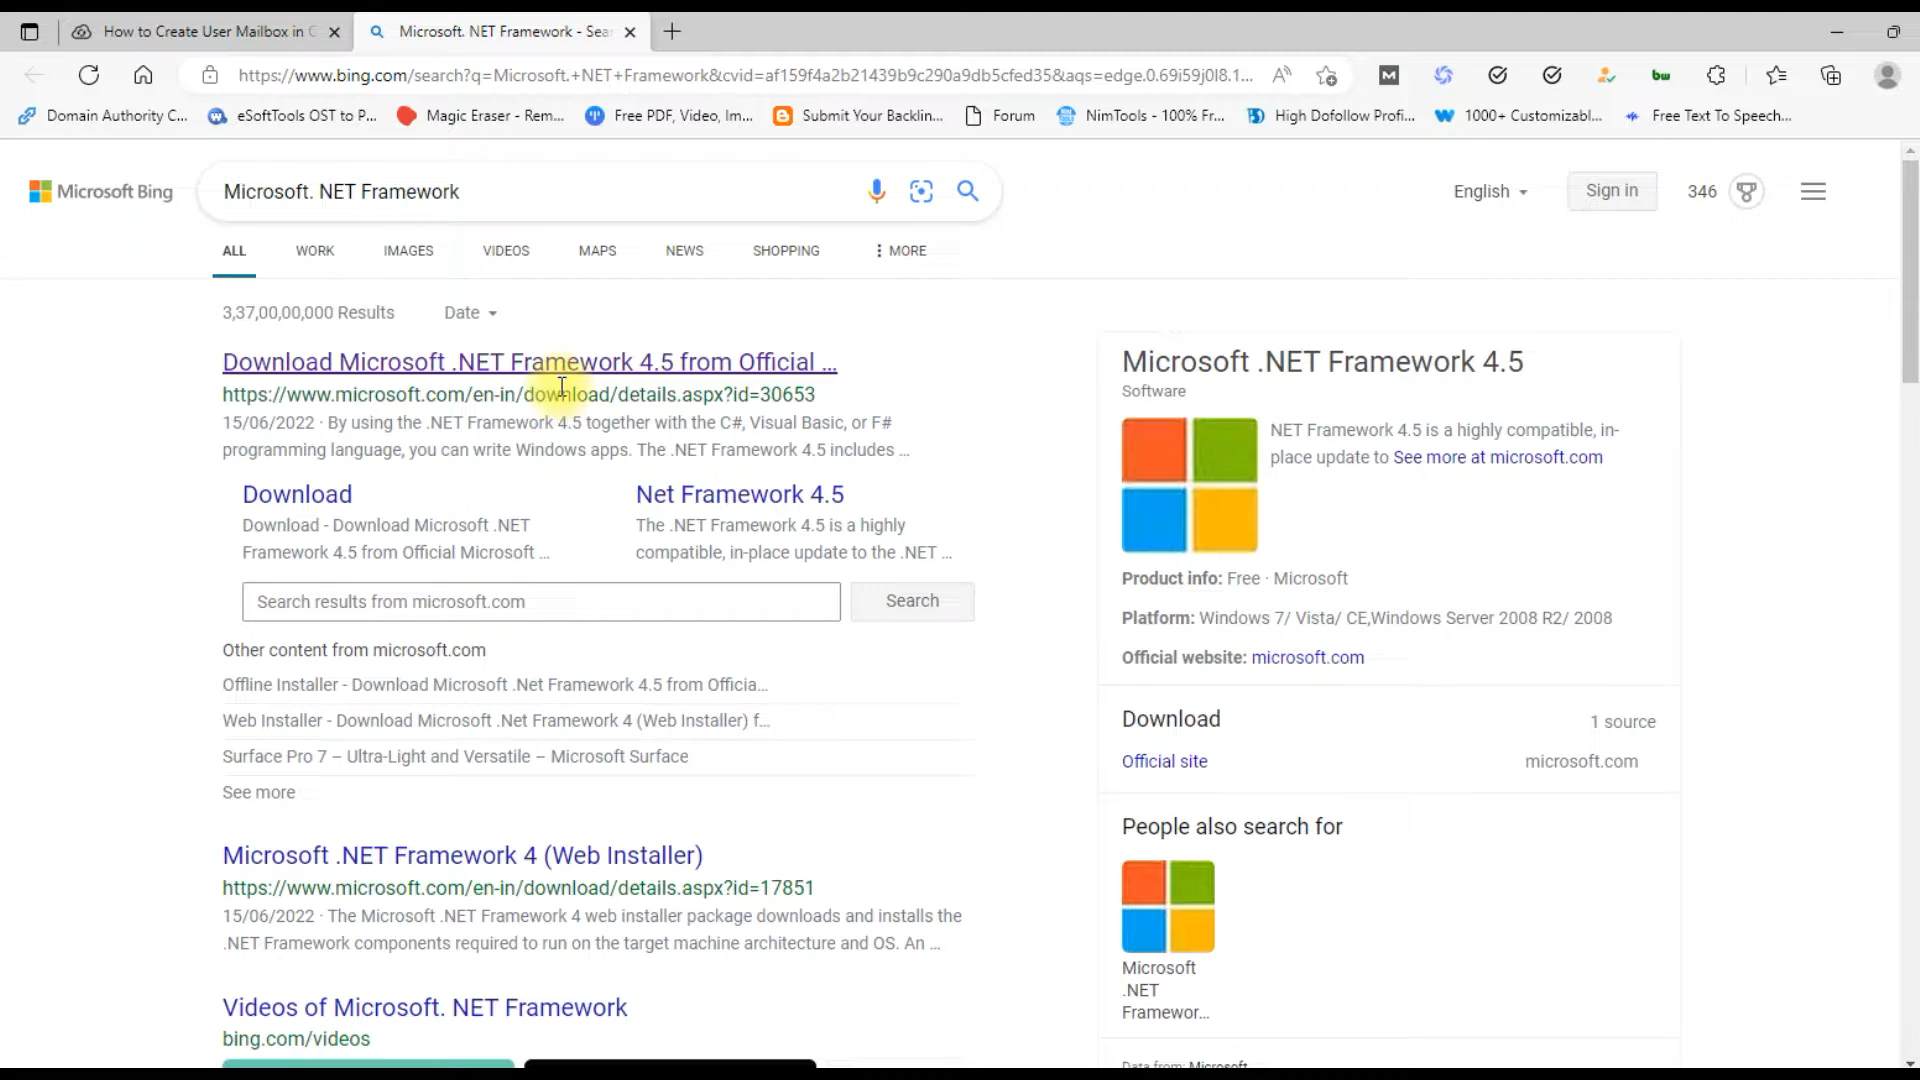 How to Create User Mailbox in C
Microsoft. NET Framework - Sea
https://www.bing.com/search?q=Microsoft.+NET+Framework&cvid=af159f4a2b21439b9c290a9db5cfed35&aqs=edge.0.69i59j0l8.1...
Domain Authority C...
eSoftTools OST to P...
Magic Eraser - Rem...
Free PDF, Video, Im...
Submit Your Backlin...
Forum
NimTools - 100% Fr...
High Dofollow Profi...
1000+ Customizabl...
Free Text To Speech...
Microsoft Bing
Microsoft. NET Framework
English
Sign in
346
ALL
WORK
IMAGES
VIDEOS
MAPS
NEWS
SHOPPING
MORE
3,37,00,00,000 Results
Date
Download Microsoft .NET Framework 4.5 from Official ...
https://www.microsoft.com/en-in/download/details.aspx?id=30653
15/06/2022 · By using the .NET Framework 4.5 together with the C#, Visual Basic, or F#
programming language, you can write Windows apps. The .NET Framework 4.5 includes ...
Download
Download - Download Microsoft .NET
Framework 4.5 from Official Microsoft ...
Net Framework 4.5
The .NET Framework 4.5 is a highly
compatible, in-place update to the .NET ...
Search results from microsoft.com
Search
Other content from microsoft.com
Offline Installer - Download Microsoft .Net Framework 4.5 from Officia...
Web Installer - Download Microsoft .Net Framework 4 (Web Installer) f...
Surface Pro 7 – Ultra-Light and Versatile – Microsoft Surface
See more
Microsoft .NET Framework 4 (Web Installer)
https://www.microsoft.com/en-in/download/details.aspx?id=17851
15/06/2022 · The Microsoft .NET Framework 4 web installer package downloads and installs the
.NET Framework components required to run on the target machine architecture and OS. An ...
Videos of Microsoft. NET Framework
bing.com/videos
Microsoft .NET Framework 4.5
Software
NET Framework 4.5 is a highly compatible, in-
place update to See more at microsoft.com
Product info: Free · Microsoft
Platform: Windows 7/ Vista/ CE,Windows Server 2008 R2/ 2008
Official website: microsoft.com
Download
1 source
Official site
microsoft.com
People also search for
Microsoft
.NET
Framewor...
Data from: Microsoft